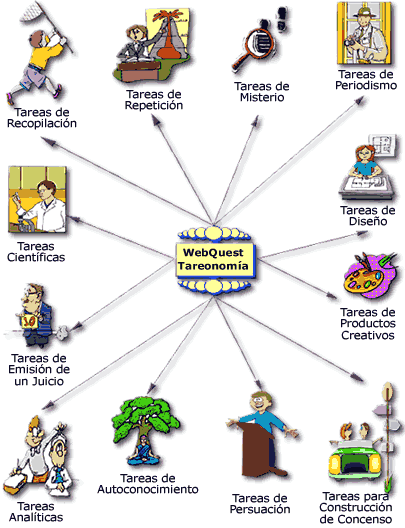 Tareas de
Recopilación
Tareas de
Repetición
Tareas de
Misterio
Tareas de
Periodismo
Tareas
Científicas
WebQuest
Tareonomía
Tareas de
Diseño
Tareas de
Productos
Creativos
Tareas de
Emisión de
un Juicio
Tareas
Analíticas
Tareas de
Autoconocimiento
Tareas de
Persuación
Tareas para
Construcción
de Concenso